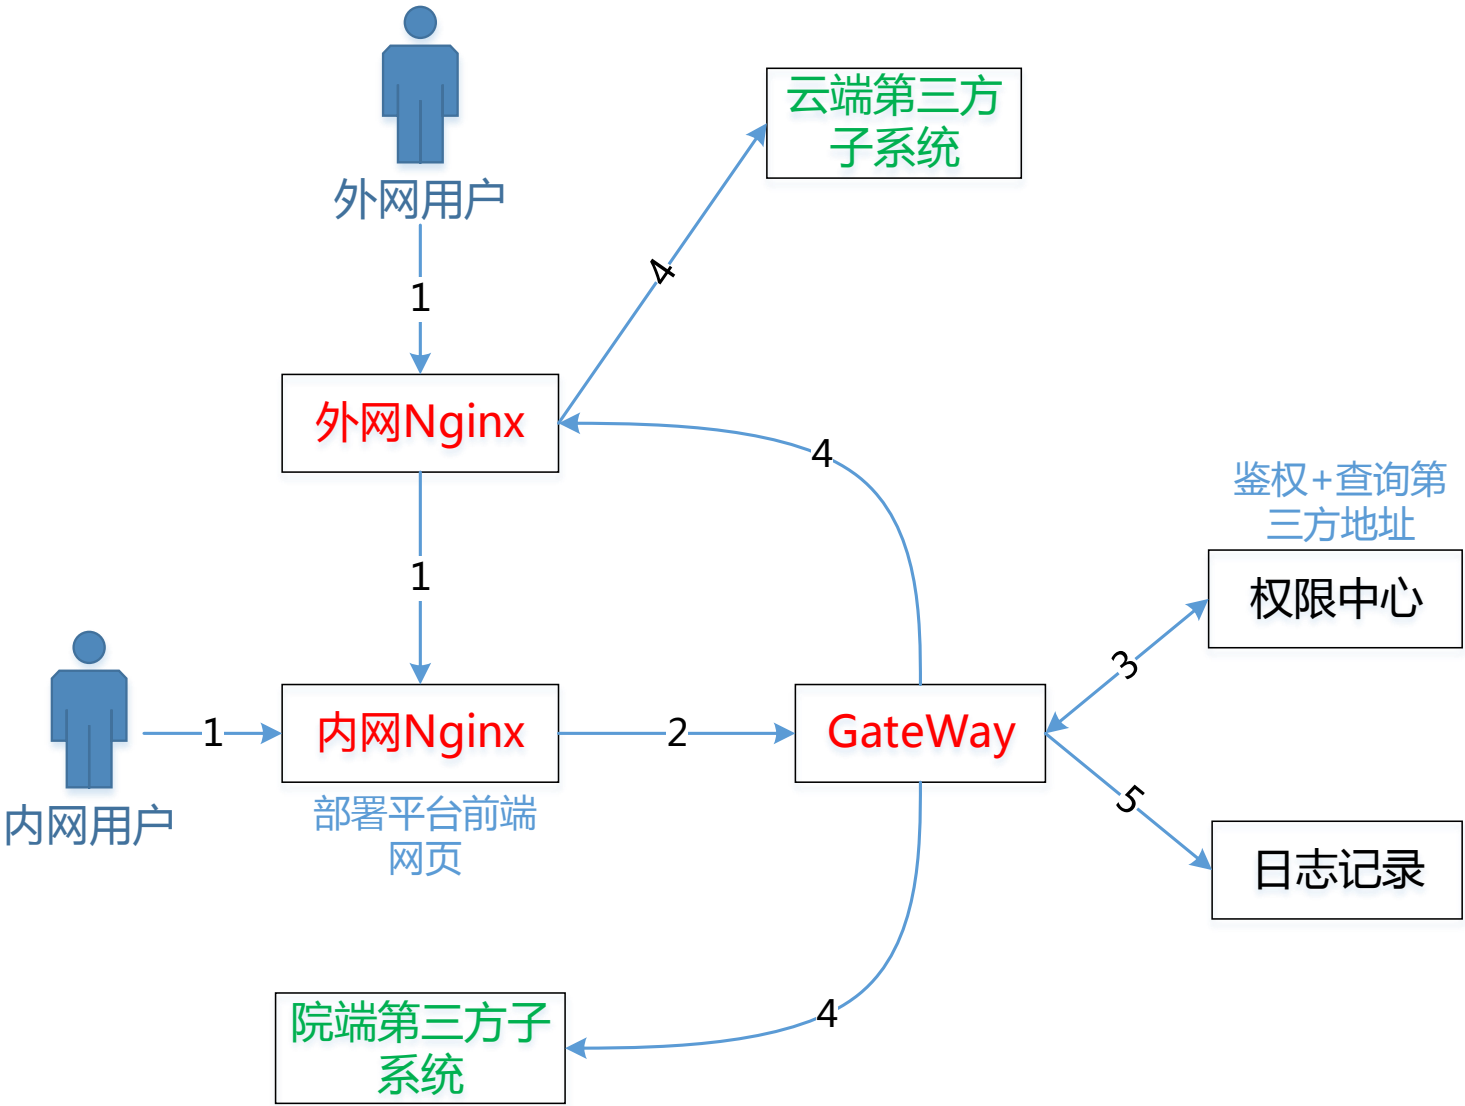 外网用户
云端第三方
子系统
4
1
外网Nginx
4
鉴权+查询第
三方地址
权限中心
1
3
内网用户
1
内网Nginx
2
GateWay
部署平台前端
网页
5
日志记录
院端第三方子
系统
4